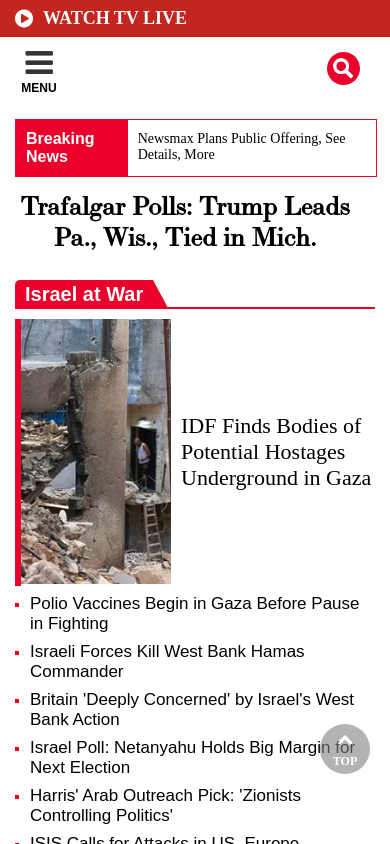 WATCH TV LIVE
MENU
Breaking
News
Newsmax Plans Public Offering, See
Details, More
Trafalgar Polls: Trump Leads
Pa., Wis., Tied in Mich.
Israel at War
IDF Finds Bodies of
Potential Hostages
Underground in Gaza
Polio Vaccines Begin in Gaza Before Pause
in Fighting
Israeli Forces Kill West Bank Hamas
Commander
Britain 'Deeply Concerned' by Israel's West
Bank Action
Israel Poll: Netanyahu Holds Big Margin for
Next Election
TOP
Harris' Arab Outreach Pick: 'Zionists
Controlling Politics'
ISIS Calls for Attacks in US, Europe